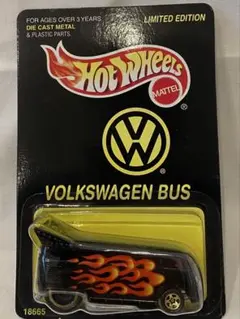 FOR AGES OVER 3 YEARS
DIE CAST METAL
& PLASTIC PARTS
LIMITED EDITION
Hot Wheels
MATTEL
®
VW
®
VOLKSWAGEN BUS
18665